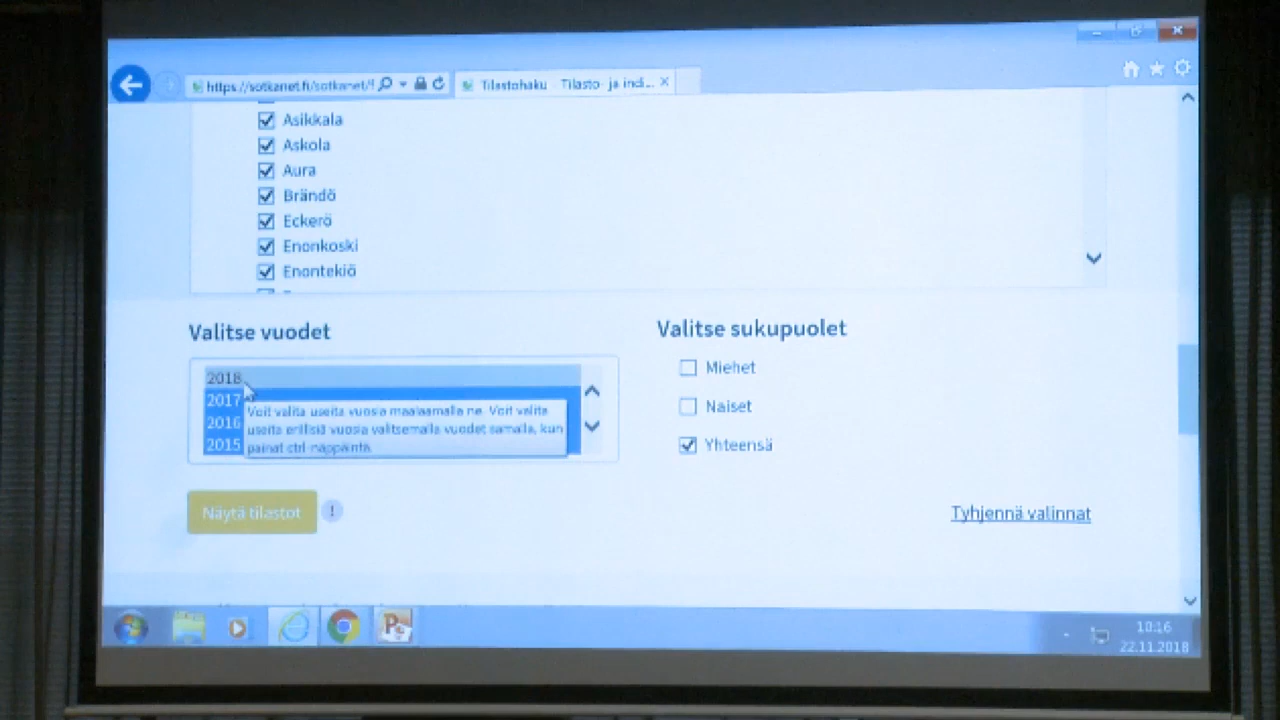 https://sotkanet.fi/sotkanet/f
Tilastohaku - Tilasto- ja indi...
Asikkala
Askola
Aura
Brändö
Eckerö
Enonkoski
Enontekiö
Valitse vuodet
Valitse sukupuolet
2018
2017
2016
2015
Voit valita useita vuosia maalaamalla ne. Voit valita
useita erillisiä vuosia valitsemalla vuodet samalla, kun
painat ctrl-näppäintä.
Miehet
Naiset
Yhteensä
Näytä tilastot
!
Tyhjennä valinnat
10:16
22.11.2018